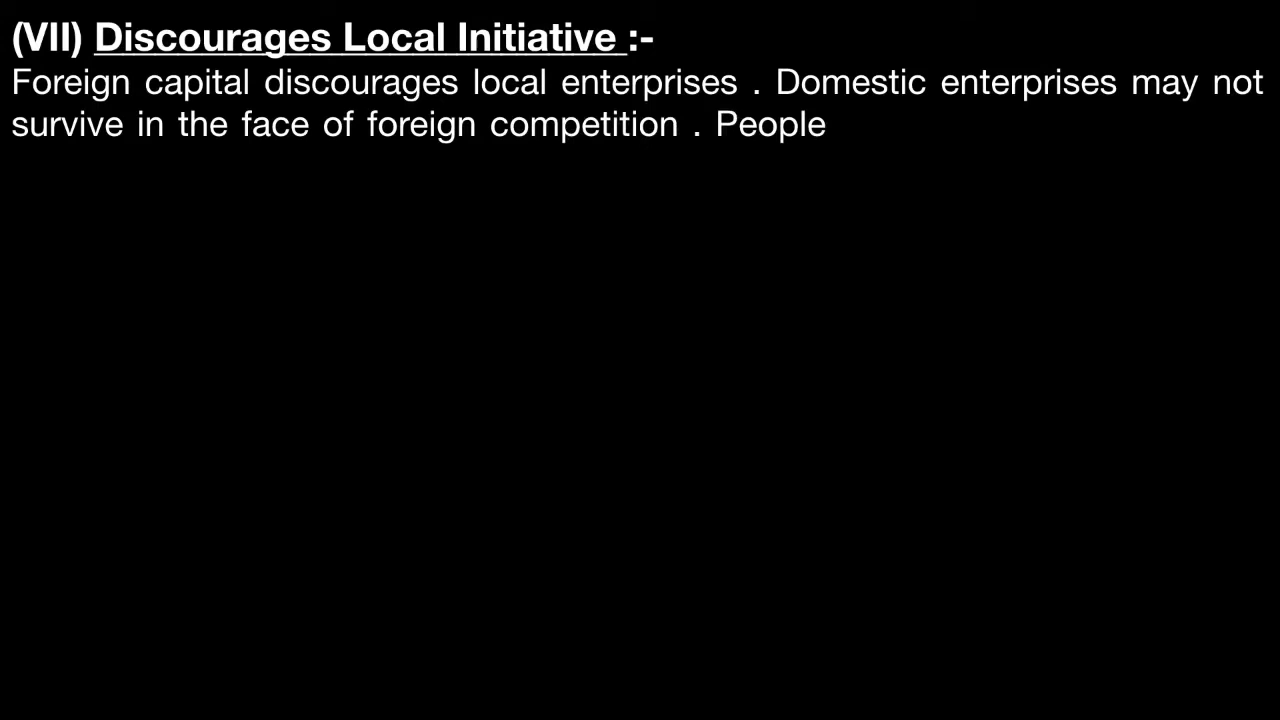 (VII) Discourages Local Initiative :-
Foreign capital discourages local enterprises . Domestic enterprises may not
survive in the face of foreign competition . People